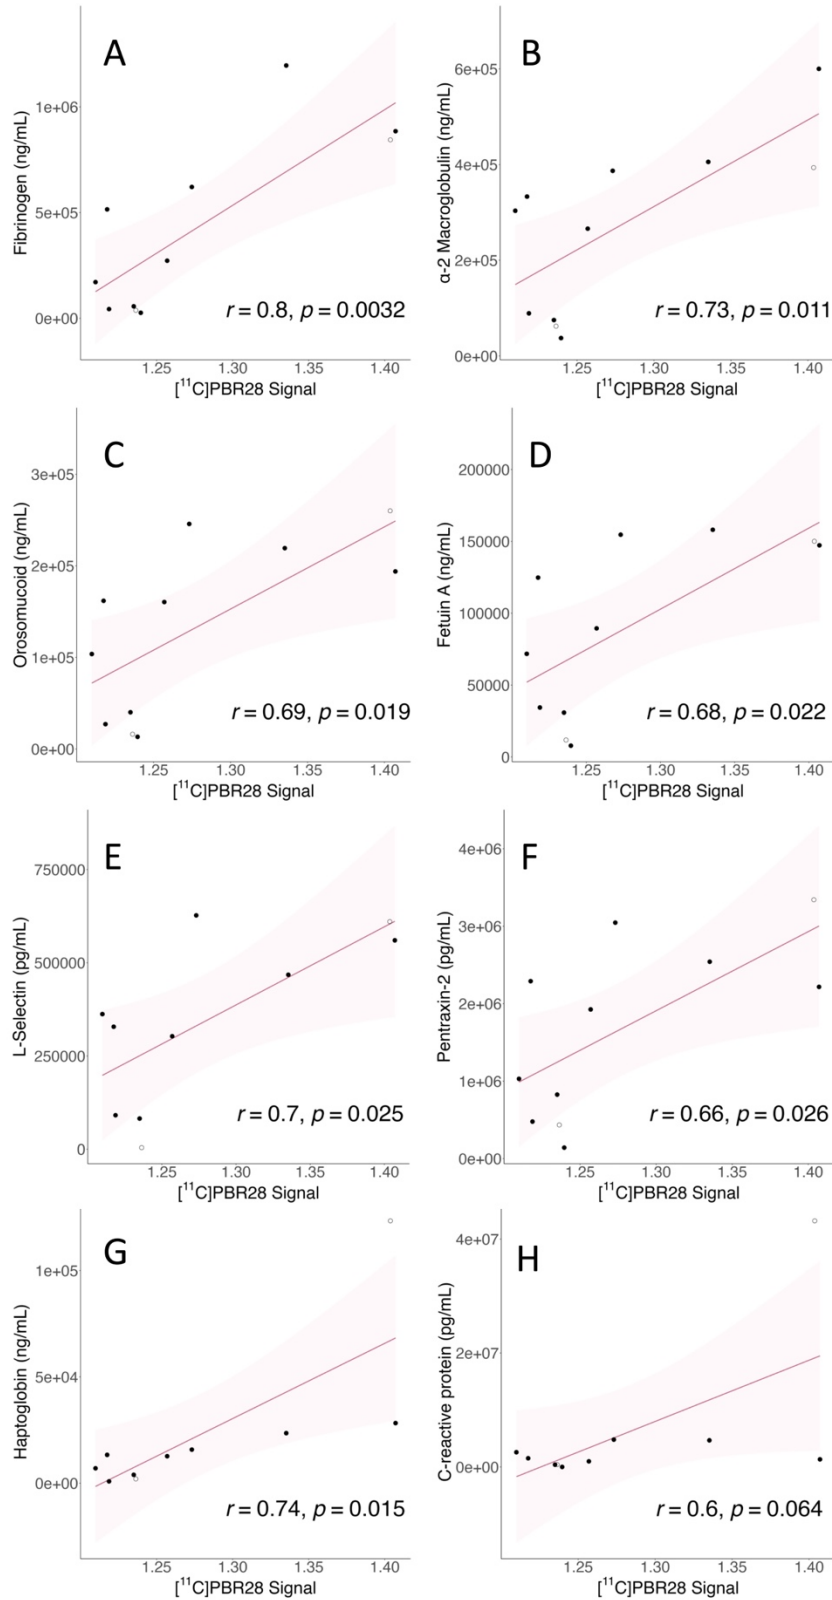 A
Fibrinogen (ng/mL)
1e+06
5e+05
0e+00
r = 0.8, p = 0.0032
1.25 1.30 1.35 1.40
[¹¹C]PBR28 Signal
B
α-2 Macroglobulin (ng/mL)
6e+05
4e+05
2e+05
0e+00
r = 0.73, p = 0.011
1.25 1.30 1.35 1.40
[¹¹C]PBR28 Signal
C
Orosomucoid (ng/mL)
3e+05
2e+05
1e+05
0e+00
r = 0.69, p = 0.019
1.25 1.30 1.35 1.40
[¹¹C]PBR28 Signal
D
Fetuin A (ng/mL)
200000
150000
100000
50000
0
r = 0.68, p = 0.022
1.25 1.30 1.35 1.40
[¹¹C]PBR28 Signal
E
L-Selectin (pg/mL)
750000
500000
250000
0
r = 0.7, p = 0.025
1.25 1.30 1.35 1.40
[¹¹C]PBR28 Signal
F
Pentraxin-2 (pg/mL)
4e+06
3e+06
2e+06
1e+06
0e+00
r = 0.66, p = 0.026
1.25 1.30 1.35 1.40
[¹¹C]PBR28 Signal
G
Haptoglobin (ng/mL)
1e+05
5e+04
0e+00
r = 0.74, p = 0.015
1.25 1.30 1.35 1.40
[¹¹C]PBR28 Signal
H
C-reactive protein (pg/mL)
4e+07
2e+07
0e+00
r = 0.6, p = 0.064
1.25 1.30 1.35 1.40
[¹¹C]PBR28 Signal